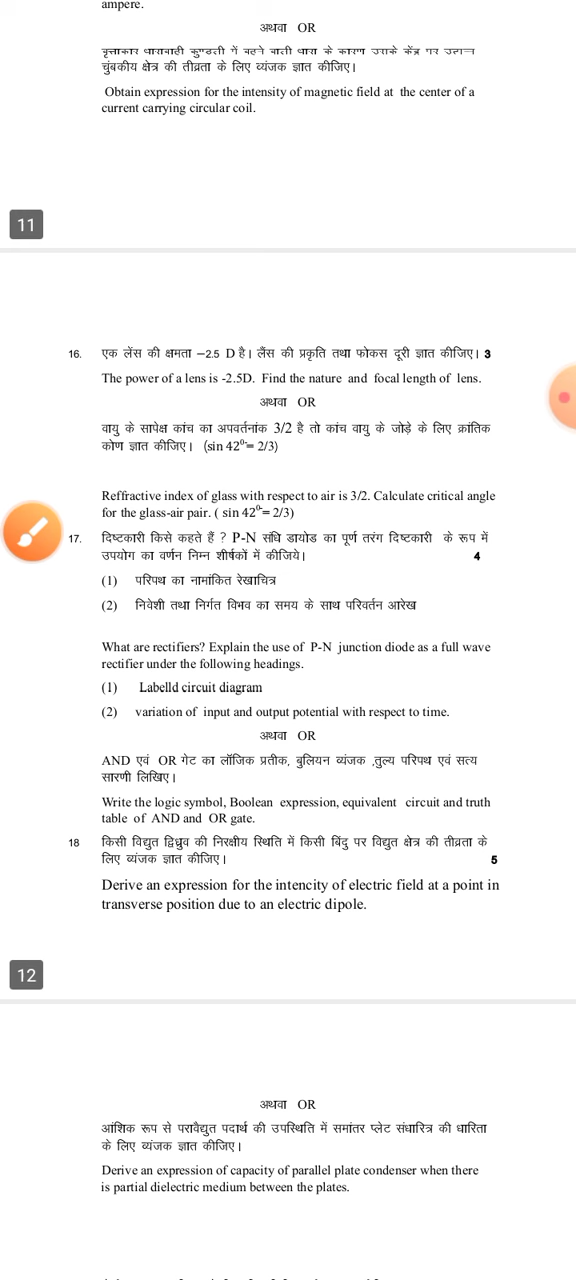 ampere.
अथवा OR
वृत्ताकार धारावाही कुण्डली में बहने वाली धारा के कारण उसके केंद्र पर उत्पन्न
चुंबकीय क्षेत्र की तीव्रता के लिए व्यंजक ज्ञात कीजिए।
Obtain expression for the intensity of magnetic field at the center of a
current carrying circular coil.
11
16. एक लेंस की क्षमता –2.5 D है। लैंस की प्रकृति तथा फोकस दूरी ज्ञात कीजिए। 3
The power of a lens is -2.5D. Find the nature and focal length of lens.
अथवा OR
वायु के सापेक्ष कांच का अपवर्तनांक 3/2 है तो कांच वायु के जोड़े के लिए क्रांतिक
कोण ज्ञात कीजिए। (sin 42⁰= 2/3)
Reffractive index of glass with respect to air is 3/2. Calculate critical angle
for the glass-air pair. ( sin 42⁰= 2/3)
17. दिष्टकारी किसे कहते हैं ? P-N संधि डायोड का पूर्ण तरंग दिष्टकारी के रूप में
उपयोग का वर्णन निम्न शीर्षकों में कीजिये। 4
(1) परिपथ का नामांकित रेखाचित्र
(2) निवेशी तथा निर्गत विभव का समय के साथ परिवर्तन आरेख
What are rectifiers? Explain the use of P-N junction diode as a full wave
rectifier under the following headings.
(1) Labelld circuit diagram
(2) variation of input and output potential with respect to time.
अथवा OR
AND एवं OR गेट का लॉजिक प्रतीक, बुलियन व्यंजक ,तुल्य परिपथ एवं सत्य
सारणी लिखिए।
Write the logic symbol, Boolean expression, equivalent circuit and truth
table of AND and OR gate.
18 किसी विद्युत द्विध्रुव की निरक्षीय स्थिति में किसी बिंदु पर विद्युत क्षेत्र की तीव्रता के
लिए व्यंजक ज्ञात कीजिए। 5
Derive an expression for the intencity of electric field at a point in
transverse position due to an electric dipole.
12
अथवा OR
आंशिक रूप से परावैद्युत पदार्थ की उपस्थिति में समांतर प्लेट संधारित्र की धारिता
के लिए व्यंजक ज्ञात कीजिए।
Derive an expression of capacity of parallel plate condenser when there
is partial dielectric medium between the plates.